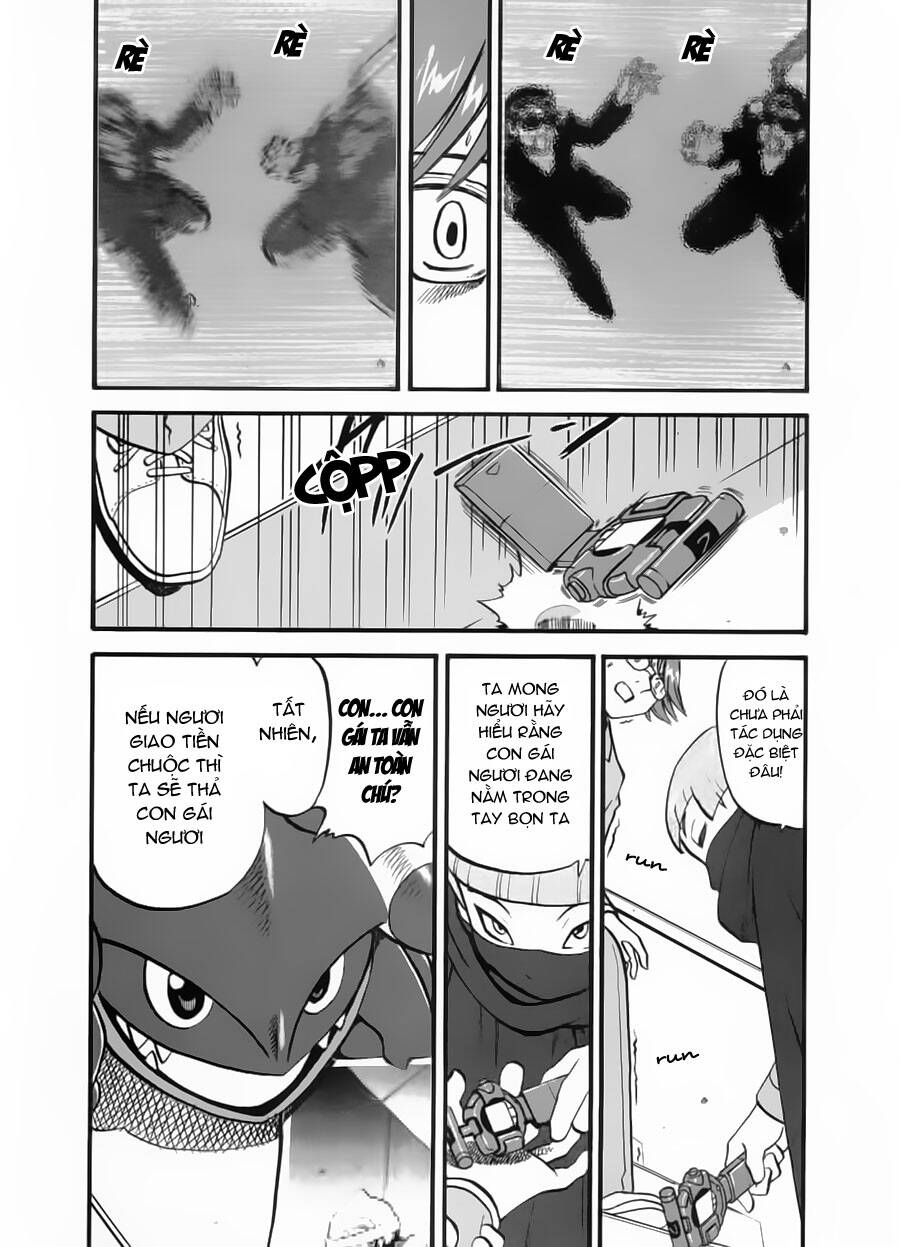 RÈ
RÈ
RÈ
RÈ
CỘPP
ĐÓ LÀ
CHƯA PHẢI
TÁC DỤNG
ĐẶC BIỆT
ĐÂU!
run
run
TA MONG
NGƯƠI HÃY
HIỂU RẰNG
CON GÁI
NGƯƠI ĐANG
NẰM TRONG
TAY BỌN TA
CON... CON
GÁI TA VẪN
AN TOÀN
CHÚ?
TẤT
NHIÊN,
NẾU NGƯƠI
GIAO TIỀN
CHUỘC THÌ
TA SẼ THẢ
CON GÁI
NGƯƠI